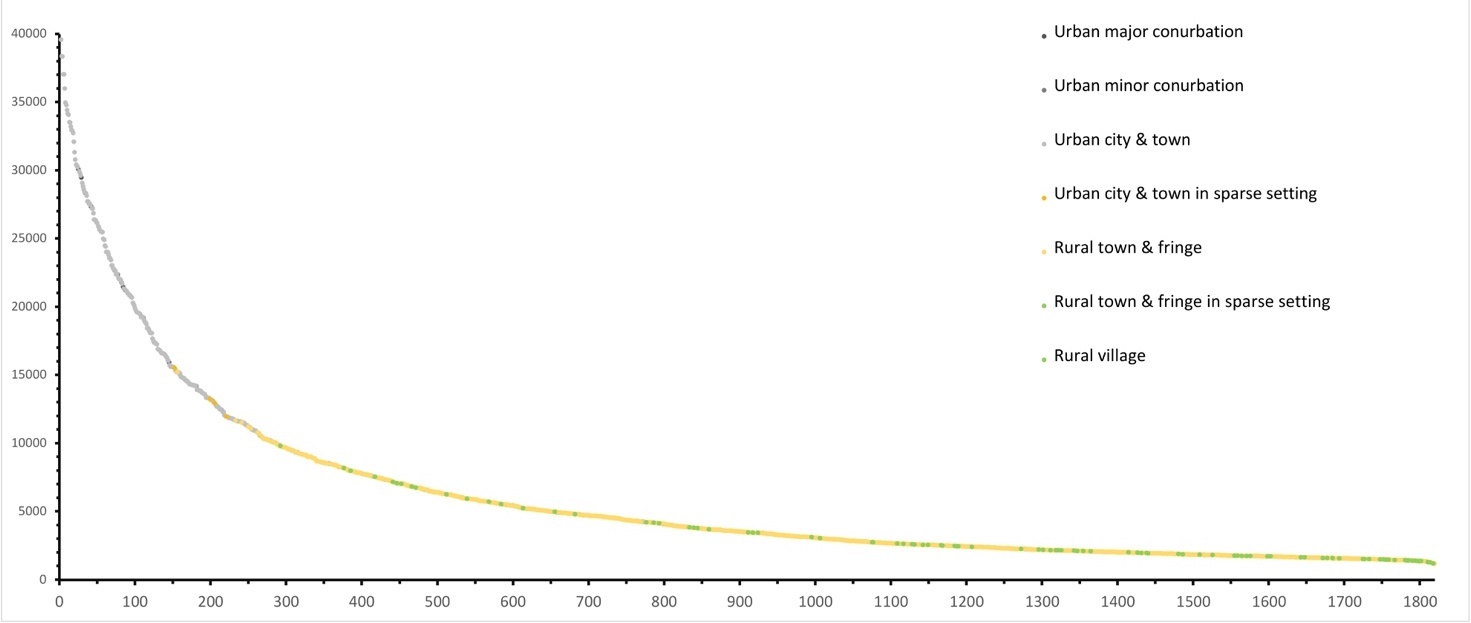 40000
35000
30000
25000
20000
15000
10000
5000
0
0 100 200 300 400 500 600 700 800 900 1000 1100 1200 1300 1400 1500 1600 1700 1800
Urban major conurbation
Urban minor conurbation
Urban city & town
Urban city & town in sparse setting
Rural town & fringe
Rural town & fringe in sparse setting
Rural village